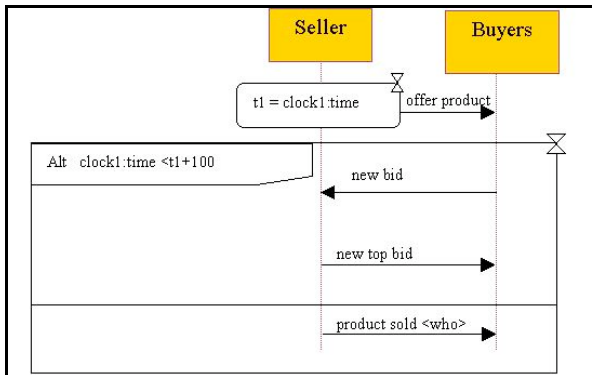 Seller
Buyers
t1 = clock1:time
offer product
Alt clock1:time <t1+100
new bid
new top bid
product sold <who>